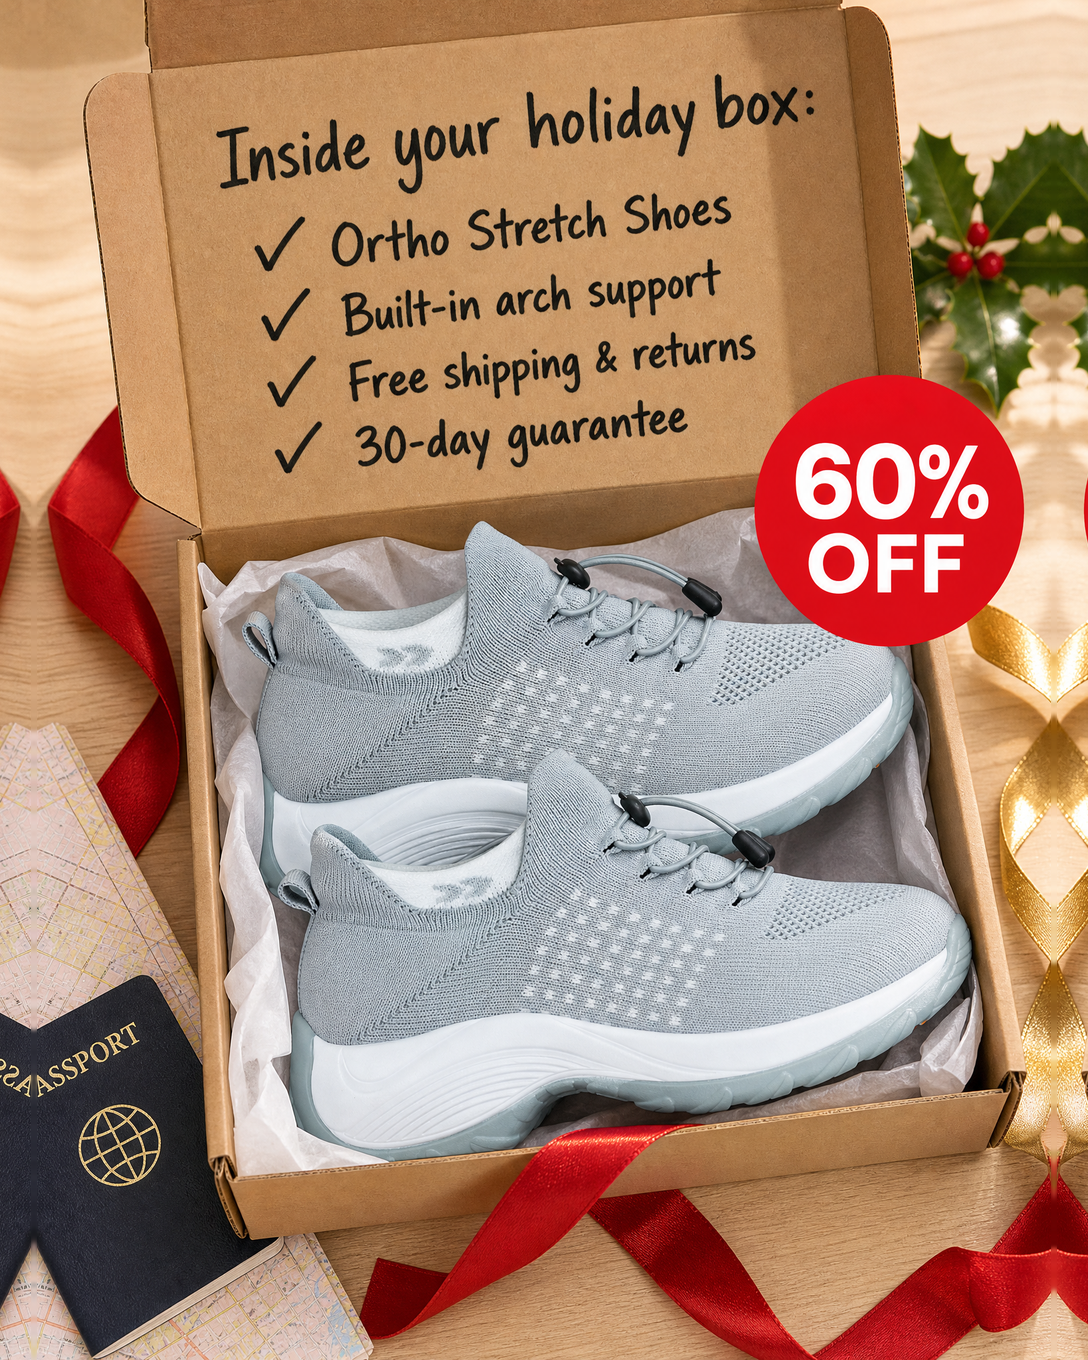 Inside your holiday box:
✓ Ortho Stretch Shoes
✓ Built-in arch support
✓ Free shipping & returns
✓ 30-day guarantee
60%
OFF
PASSPORT